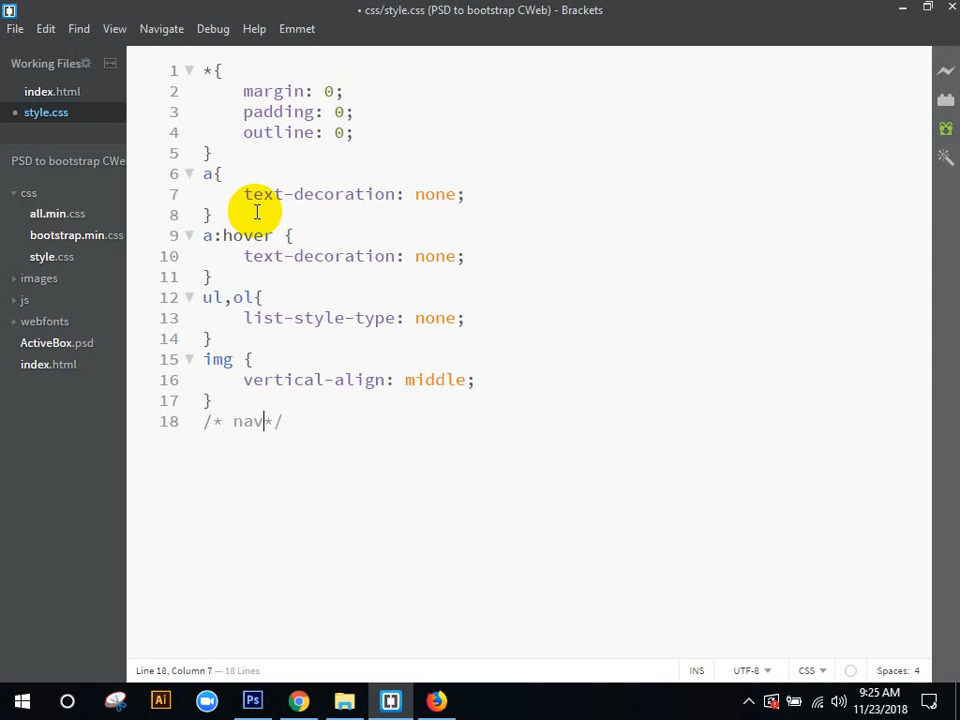 • css/style.css (PSD to bootstrap CWeb) - Brackets
File Edit Find View Navigate Debug Help Emmet
Working Files
index.html
• style.css
PSD to bootstrap CWe
css
all.min.css
bootstrap.min.css
style.css
images
js
webfonts
ActiveBox.psd
index.html
1 *{
2 margin: 0;
3 padding: 0;
4 outline: 0;
5 }
6 a{
7 text-decoration: none;
8 }
9 a:hover {
10 text-decoration: none;
11 }
12 ul,ol{
13 list-style-type: none;
14 }
15 img {
16 vertical-align: middle;
17 }
18 /* nav*/
Line 18, Column 7 — 18 Lines
INS UTF-8 CSS Spaces: 4
Ai Ps
9:25 AM
11/23/2018